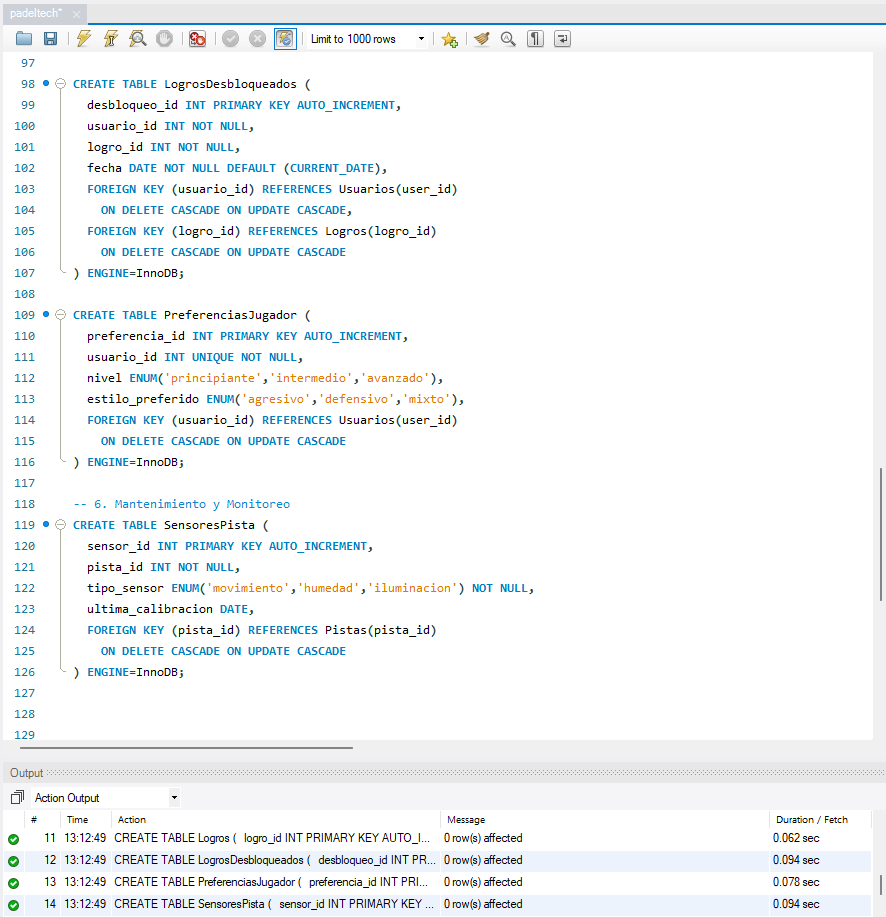 padeltech*
Limit to 1000 rows
97
98 CREATE TABLE LogrosDesbloqueados (
99 desbloqueo_id INT PRIMARY KEY AUTO_INCREMENT,
100 usuario_id INT NOT NULL,
101 logro_id INT NOT NULL,
102 fecha DATE NOT NULL DEFAULT (CURRENT_DATE),
103 FOREIGN KEY (usuario_id) REFERENCES Usuarios(user_id)
104 ON DELETE CASCADE ON UPDATE CASCADE,
105 FOREIGN KEY (logro_id) REFERENCES Logros(logro_id)
106 ON DELETE CASCADE ON UPDATE CASCADE
107 ) ENGINE=InnoDB;
108
109 CREATE TABLE PreferenciasJugador (
110 preferencia_id INT PRIMARY KEY AUTO_INCREMENT,
111 usuario_id INT UNIQUE NOT NULL,
112 nivel ENUM('principiante','intermedio','avanzado'),
113 estilo_preferido ENUM('agresivo','defensivo','mixto'),
114 FOREIGN KEY (usuario_id) REFERENCES Usuarios(user_id)
115 ON DELETE CASCADE ON UPDATE CASCADE
116 ) ENGINE=InnoDB;
117
118 -- 6. Mantenimiento y Monitoreo
119 CREATE TABLE SensoresPista (
120 sensor_id INT PRIMARY KEY AUTO_INCREMENT,
121 pista_id INT NOT NULL,
122 tipo_sensor ENUM('movimiento','humedad','iluminacion') NOT NULL,
123 ultima_calibracion DATE,
124 FOREIGN KEY (pista_id) REFERENCES Pistas(pista_id)
125 ON DELETE CASCADE ON UPDATE CASCADE
126 ) ENGINE=InnoDB;
127
128
129
Output
Action Output
# Time Action Message Duration / Fetch
11 13:12:49 CREATE TABLE Logros ( logro_id INT PRIMARY KEY AUTO_I... 0 row(s) affected 0.062 sec
12 13:12:49 CREATE TABLE LogrosDesbloqueados ( desbloqueo_id INT PR... 0 row(s) affected 0.094 sec
13 13:12:49 CREATE TABLE PreferenciasJugador ( preferencia_id INT PRI... 0 row(s) affected 0.078 sec
14 13:12:49 CREATE TABLE SensoresPista ( sensor_id INT PRIMARY KEY ... 0 row(s) affected 0.094 sec